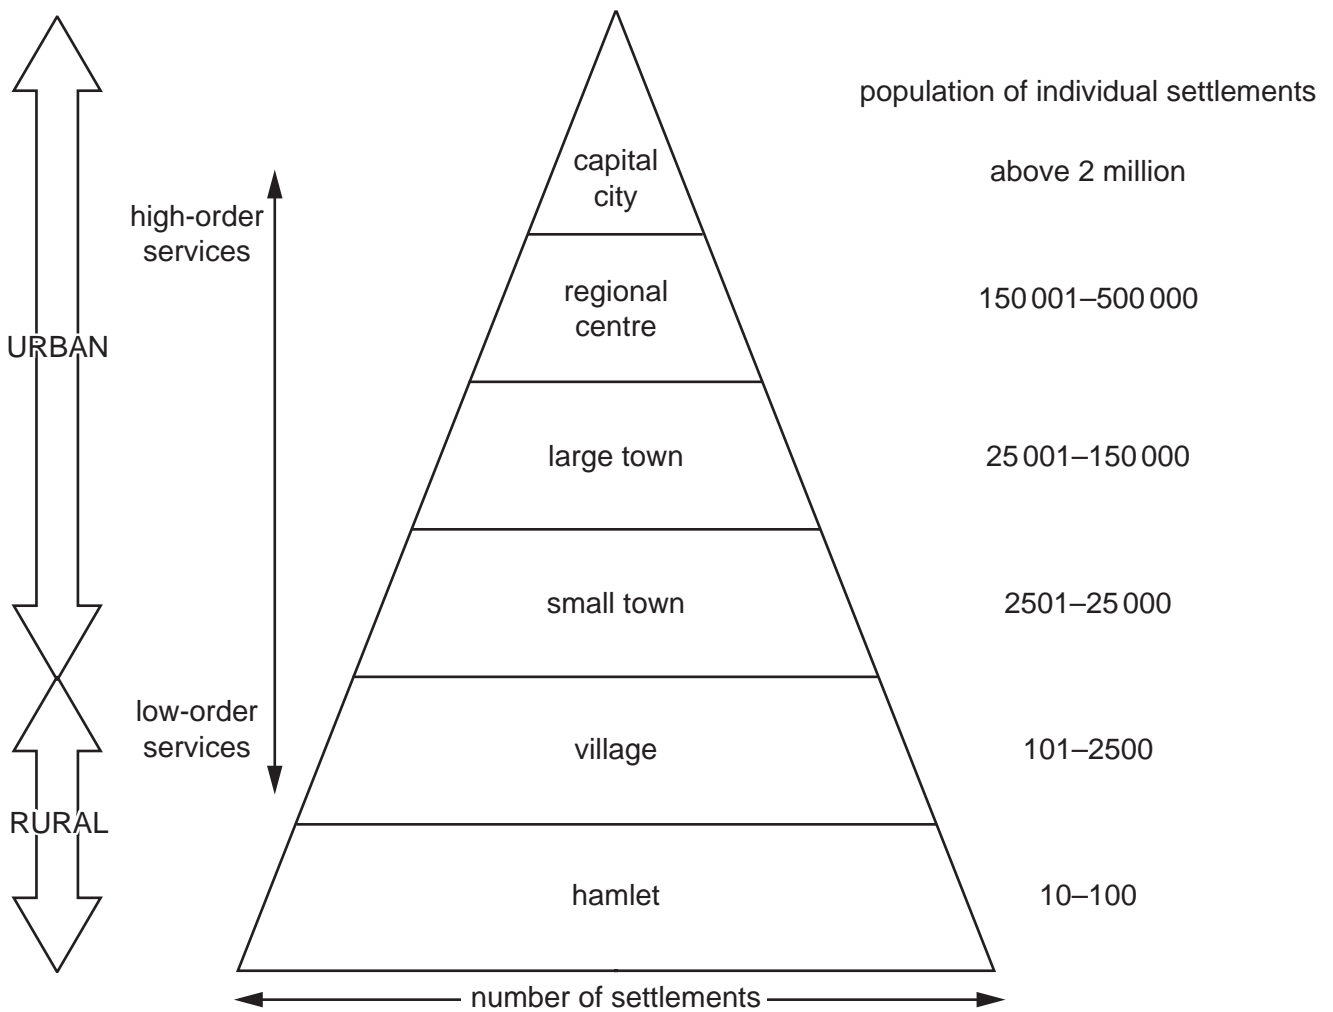 population of individual settlements
capital
city
above 2 million
high-order
services
regional
centre
150 001–500 000
URBAN
large town
25 001–150 000
small town
2501–25 000
low-order
services
village
101–2500
RURAL
hamlet
10–100
number of settlements